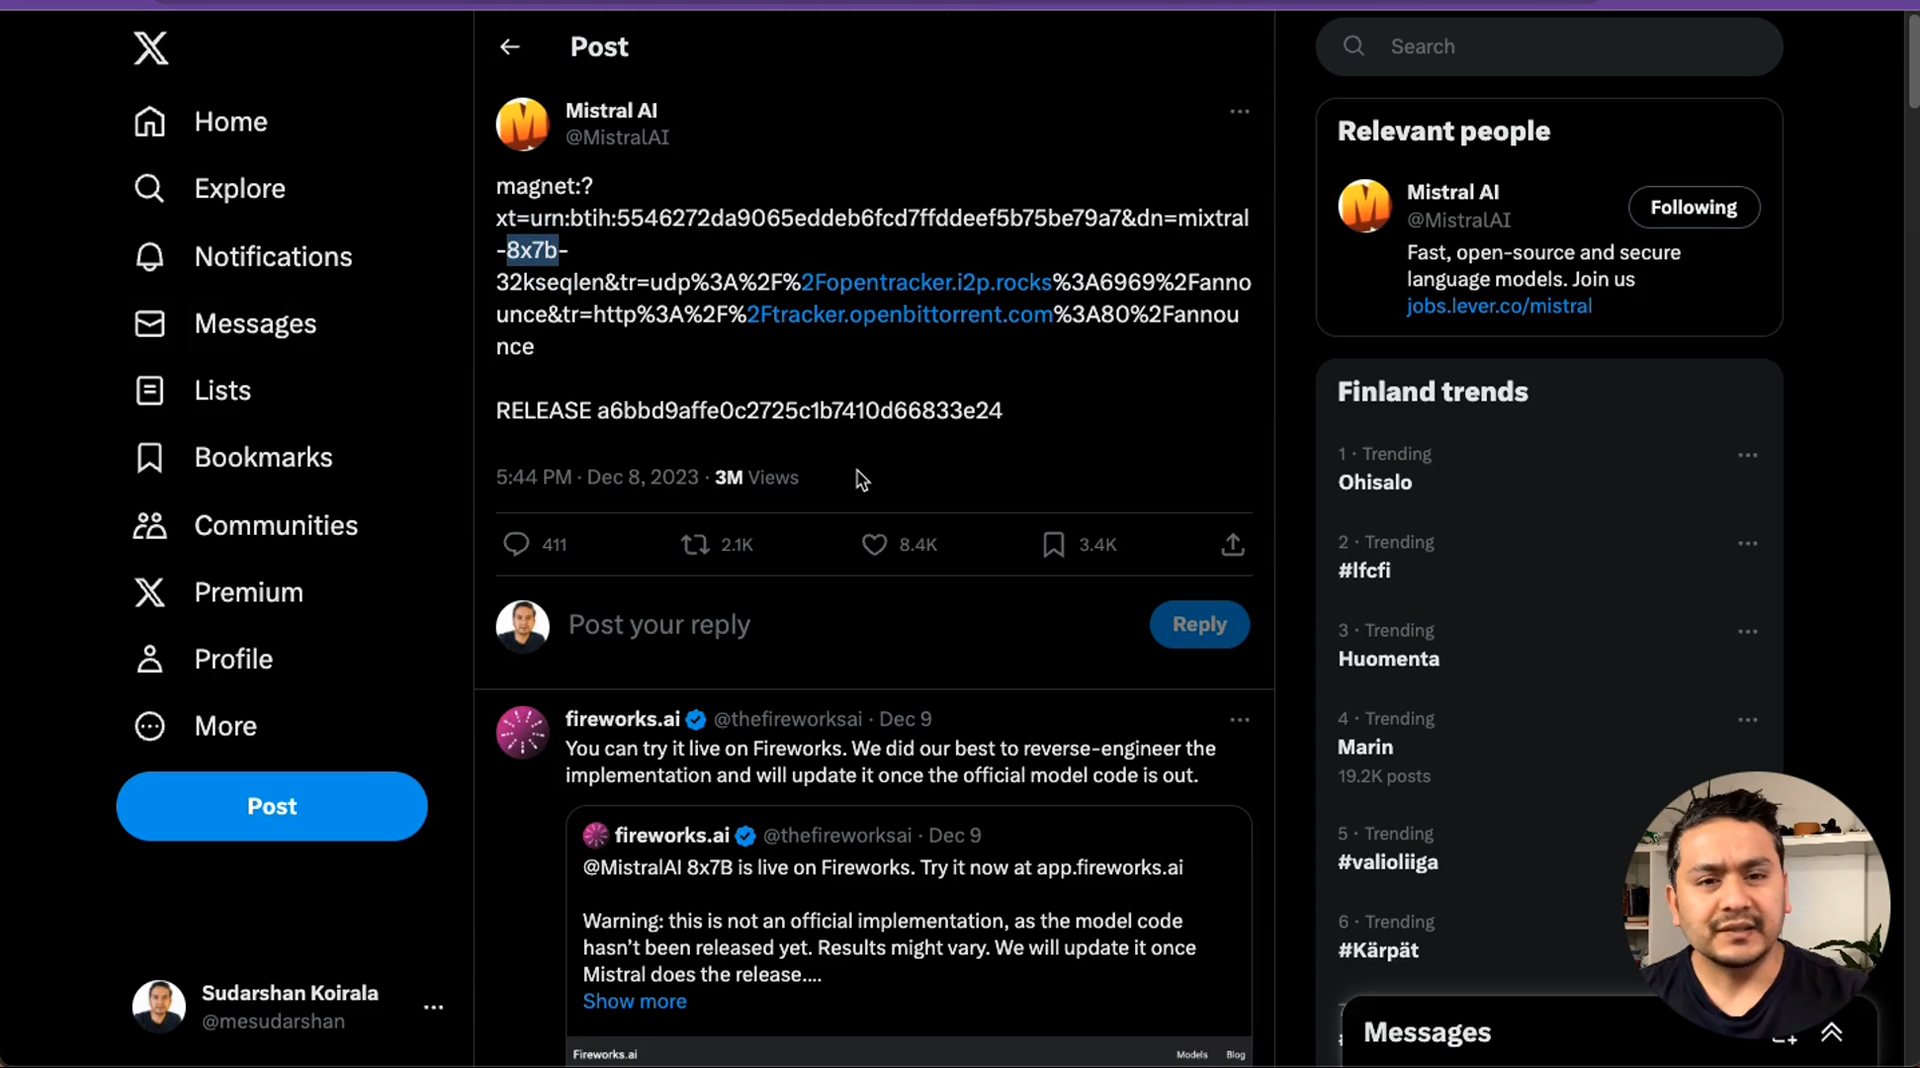 Home
Explore
Notifications
Messages
Lists
Bookmarks
Communities
Premium
Profile
More
Post
Sudarshan Koirala
@mesudarshan
Post
Mistral AI
@MistralAI
magnet:?
xt=urn:btih:5546272da9065eddeb6fcd7ffddeef5b75be79a7&dn=mixtral
-8x7b-
32kseqlen&tr=udp%3A%2F%2Fopentracker.i2p.rocks%3A6969%2Fanno
unce&tr=http%3A%2F%2Ftracker.openbittorrent.com%3A80%2Fannou
nce
RELEASE a6bbd9affe0c2725c1b7410d66833e24
5:44 PM · Dec 8, 2023 · 3M Views
411 2.1K 8.4K 3.4K
Post your reply
Reply
fireworks.ai @thefireworksai · Dec 9
You can try it live on Fireworks. We did our best to reverse-engineer the
implementation and will update it once the official model code is out.
fireworks.ai @thefireworksai · Dec 9
@MistralAI 8x7B is live on Fireworks. Try it now at app.fireworks.ai
Warning: this is not an official implementation, as the model code
hasn't been released yet. Results might vary. We will update it once
Mistral does the release....
Show more
Fireworks.ai Models Blog
Search
Relevant people
Mistral AI
@MistralAI
Following
Fast, open-source and secure
language models. Join us
jobs.lever.co/mistral
Finland trends
1 · Trending
Ohisalo
2 · Trending
#lfcfi
3 · Trending
Huomenta
4 · Trending
Marin
19.2K posts
5 · Trending
#valioliiga
6 · Trending
#Kärpät
Messages